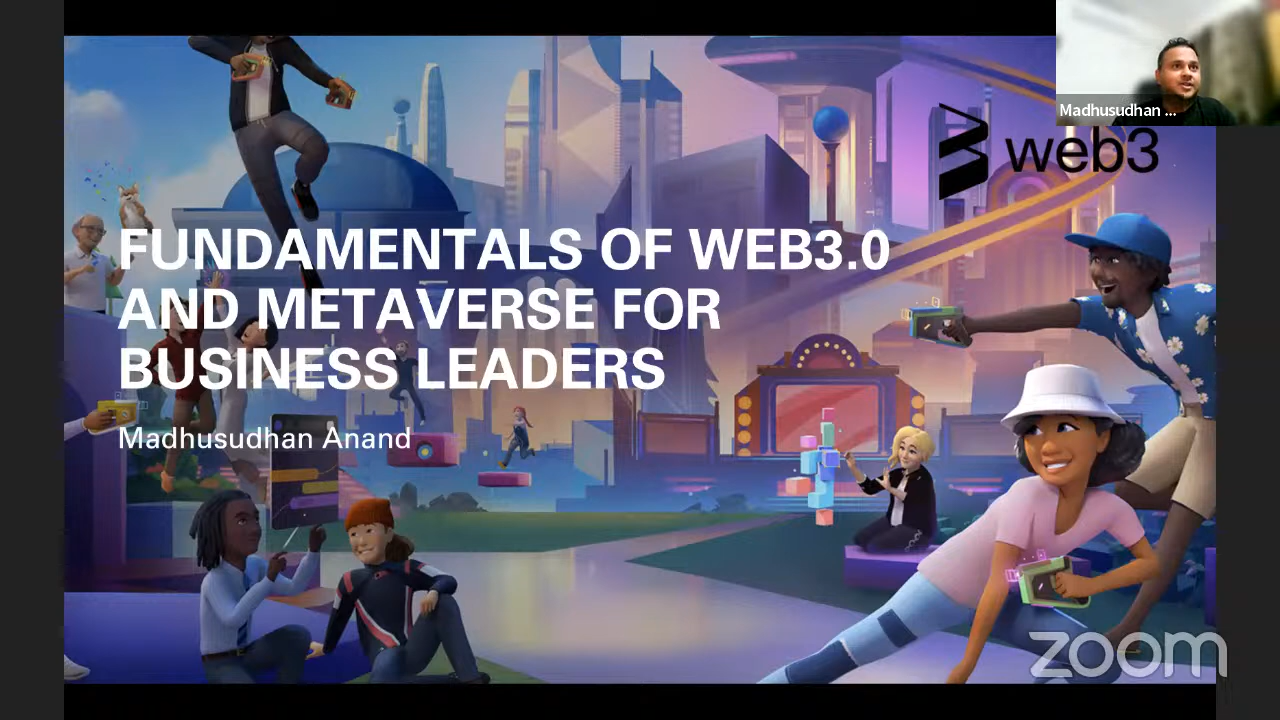 Madhusudhan ...
web3
FUNDAMENTALS OF WEB3.0
AND METAVERSE FOR
BUSINESS LEADERS
Madhusudhan Anand
zoom